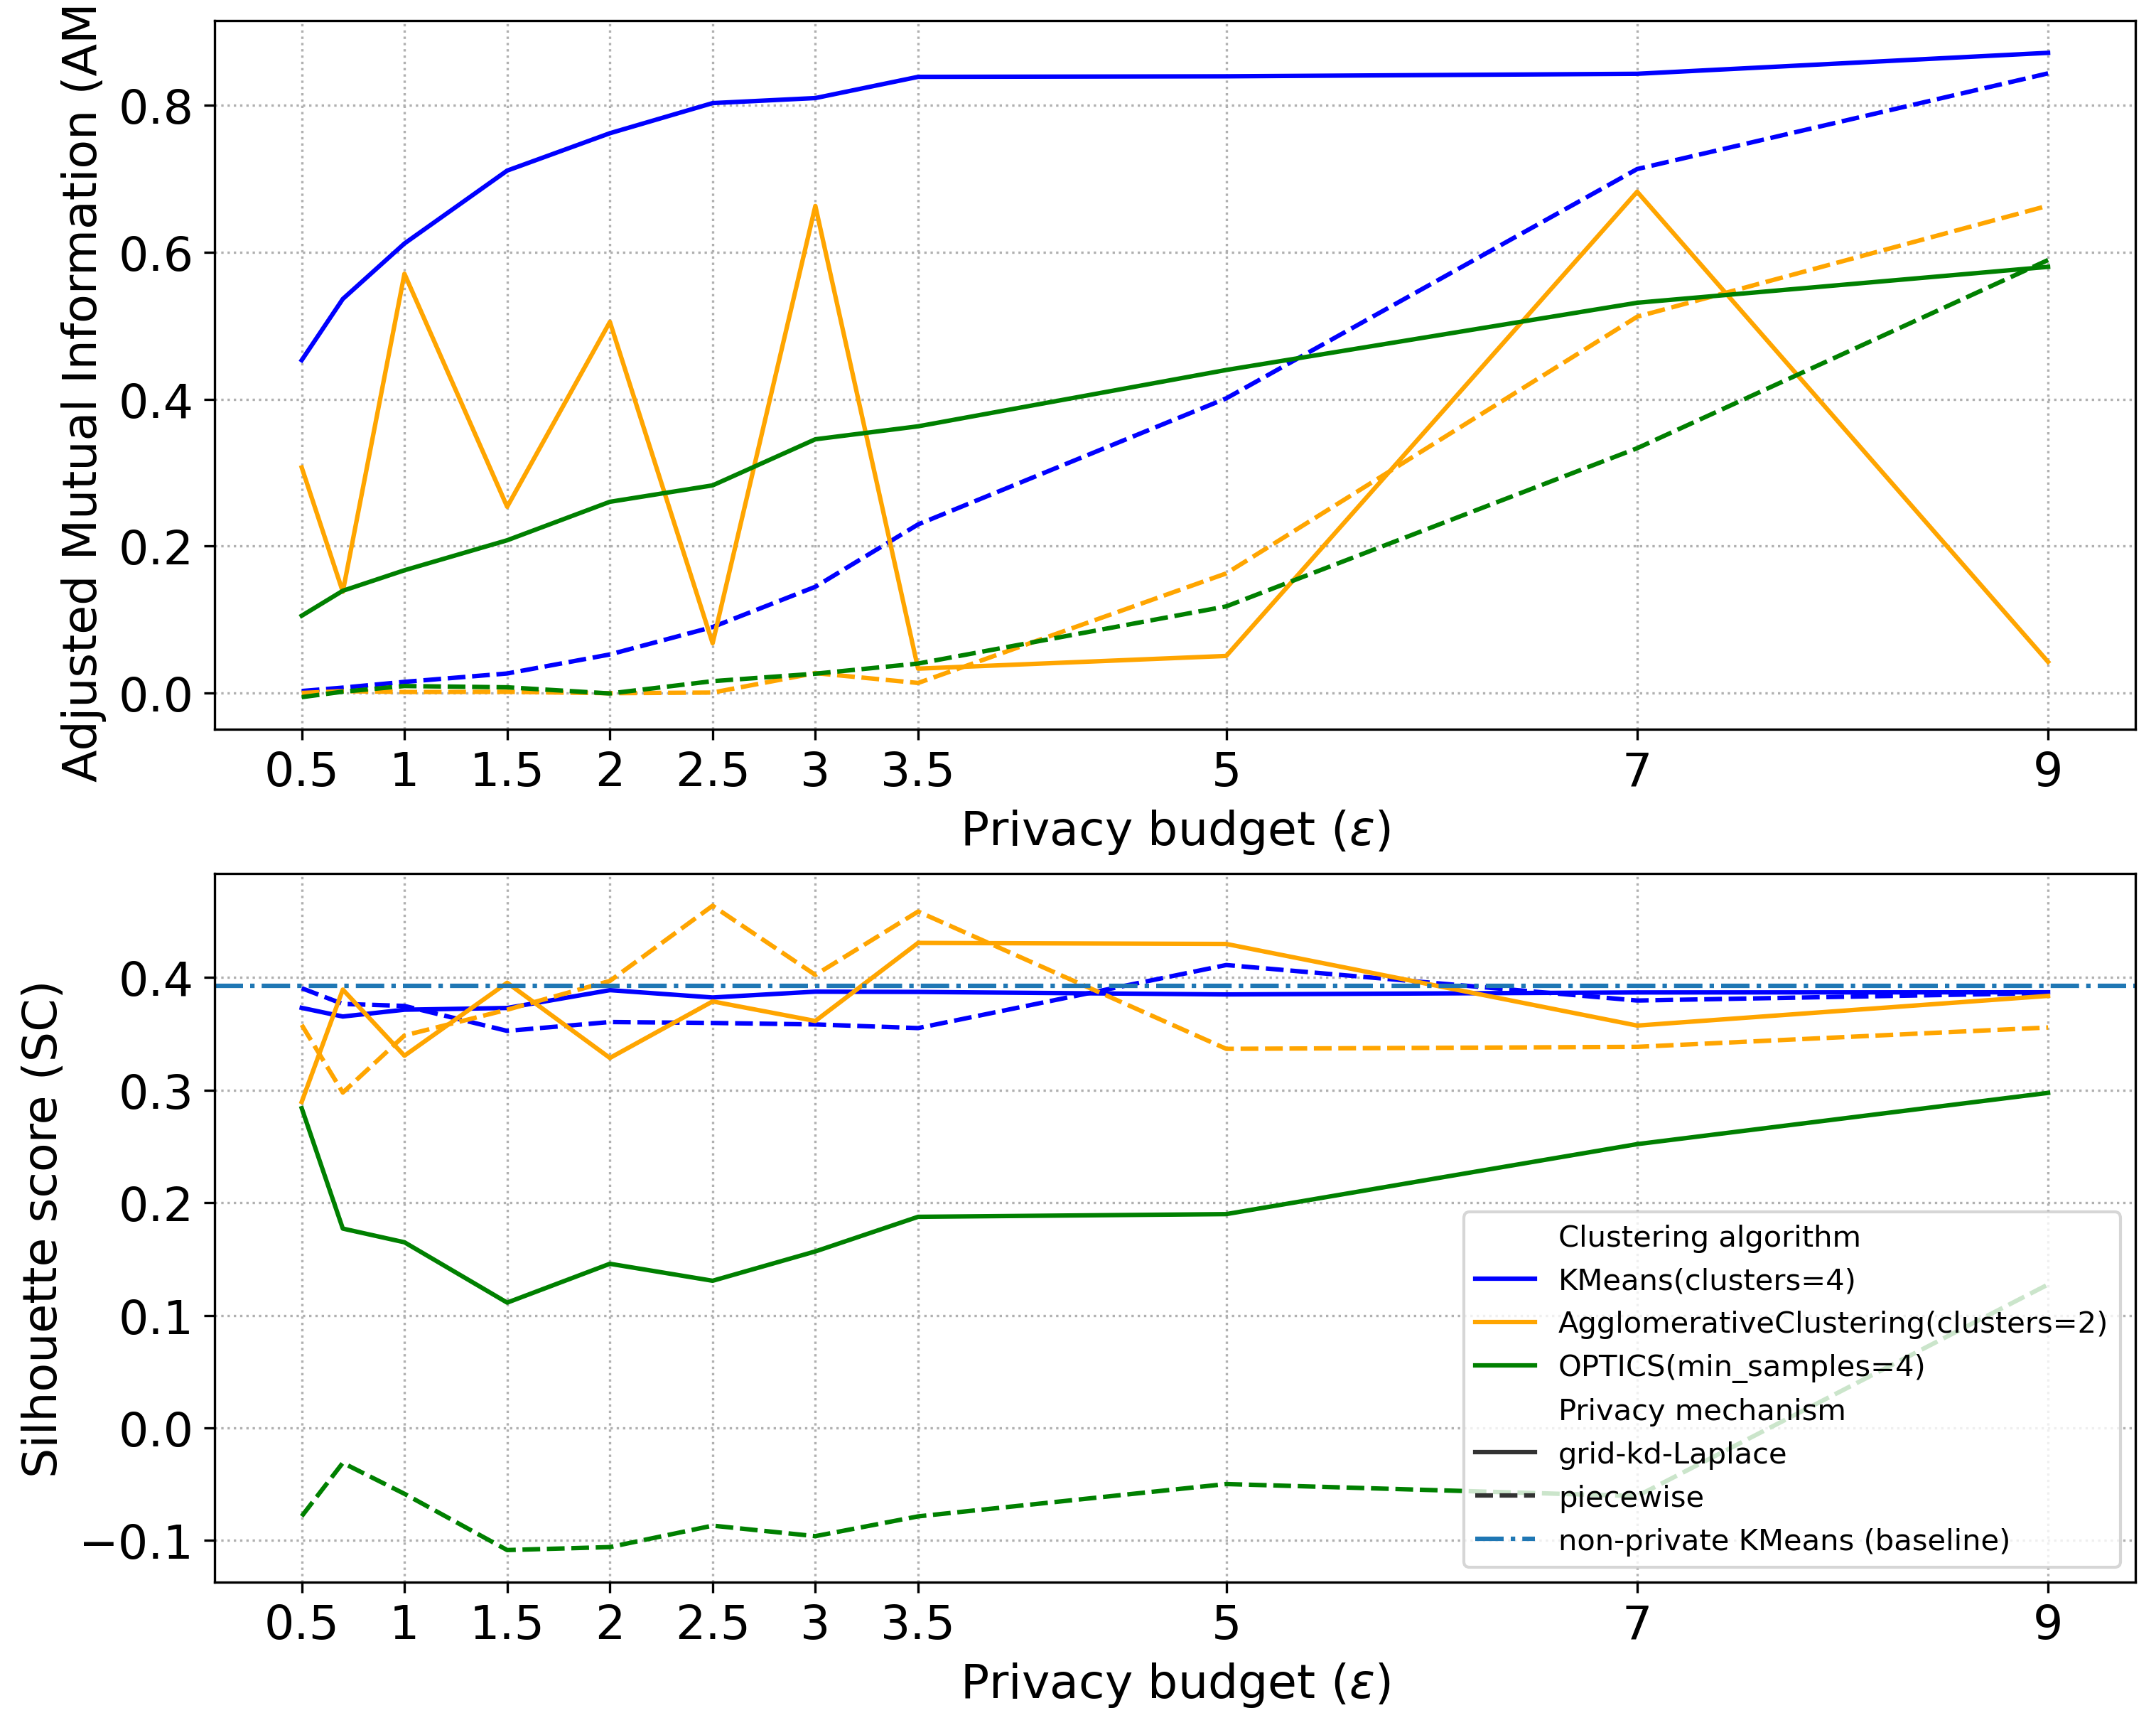 Adjusted Mutual Information (AM
0.8
0.6
0.4
0.2
0.0
0.5 1 1.5 2 2.5 3 3.5 5 7 9
Privacy budget (ε)
Silhouette score (SC)
0.4
0.3
0.2
0.1
0.0
−0.1
Clustering algorithm
KMeans(clusters=4)
AgglomerativeClustering(clusters=2)
OPTICS(min_samples=4)
Privacy mechanism
grid-kd-Laplace
piecewise
non-private KMeans (baseline)
0.5 1 1.5 2 2.5 3 3.5 5 7 9
Privacy budget (ε)